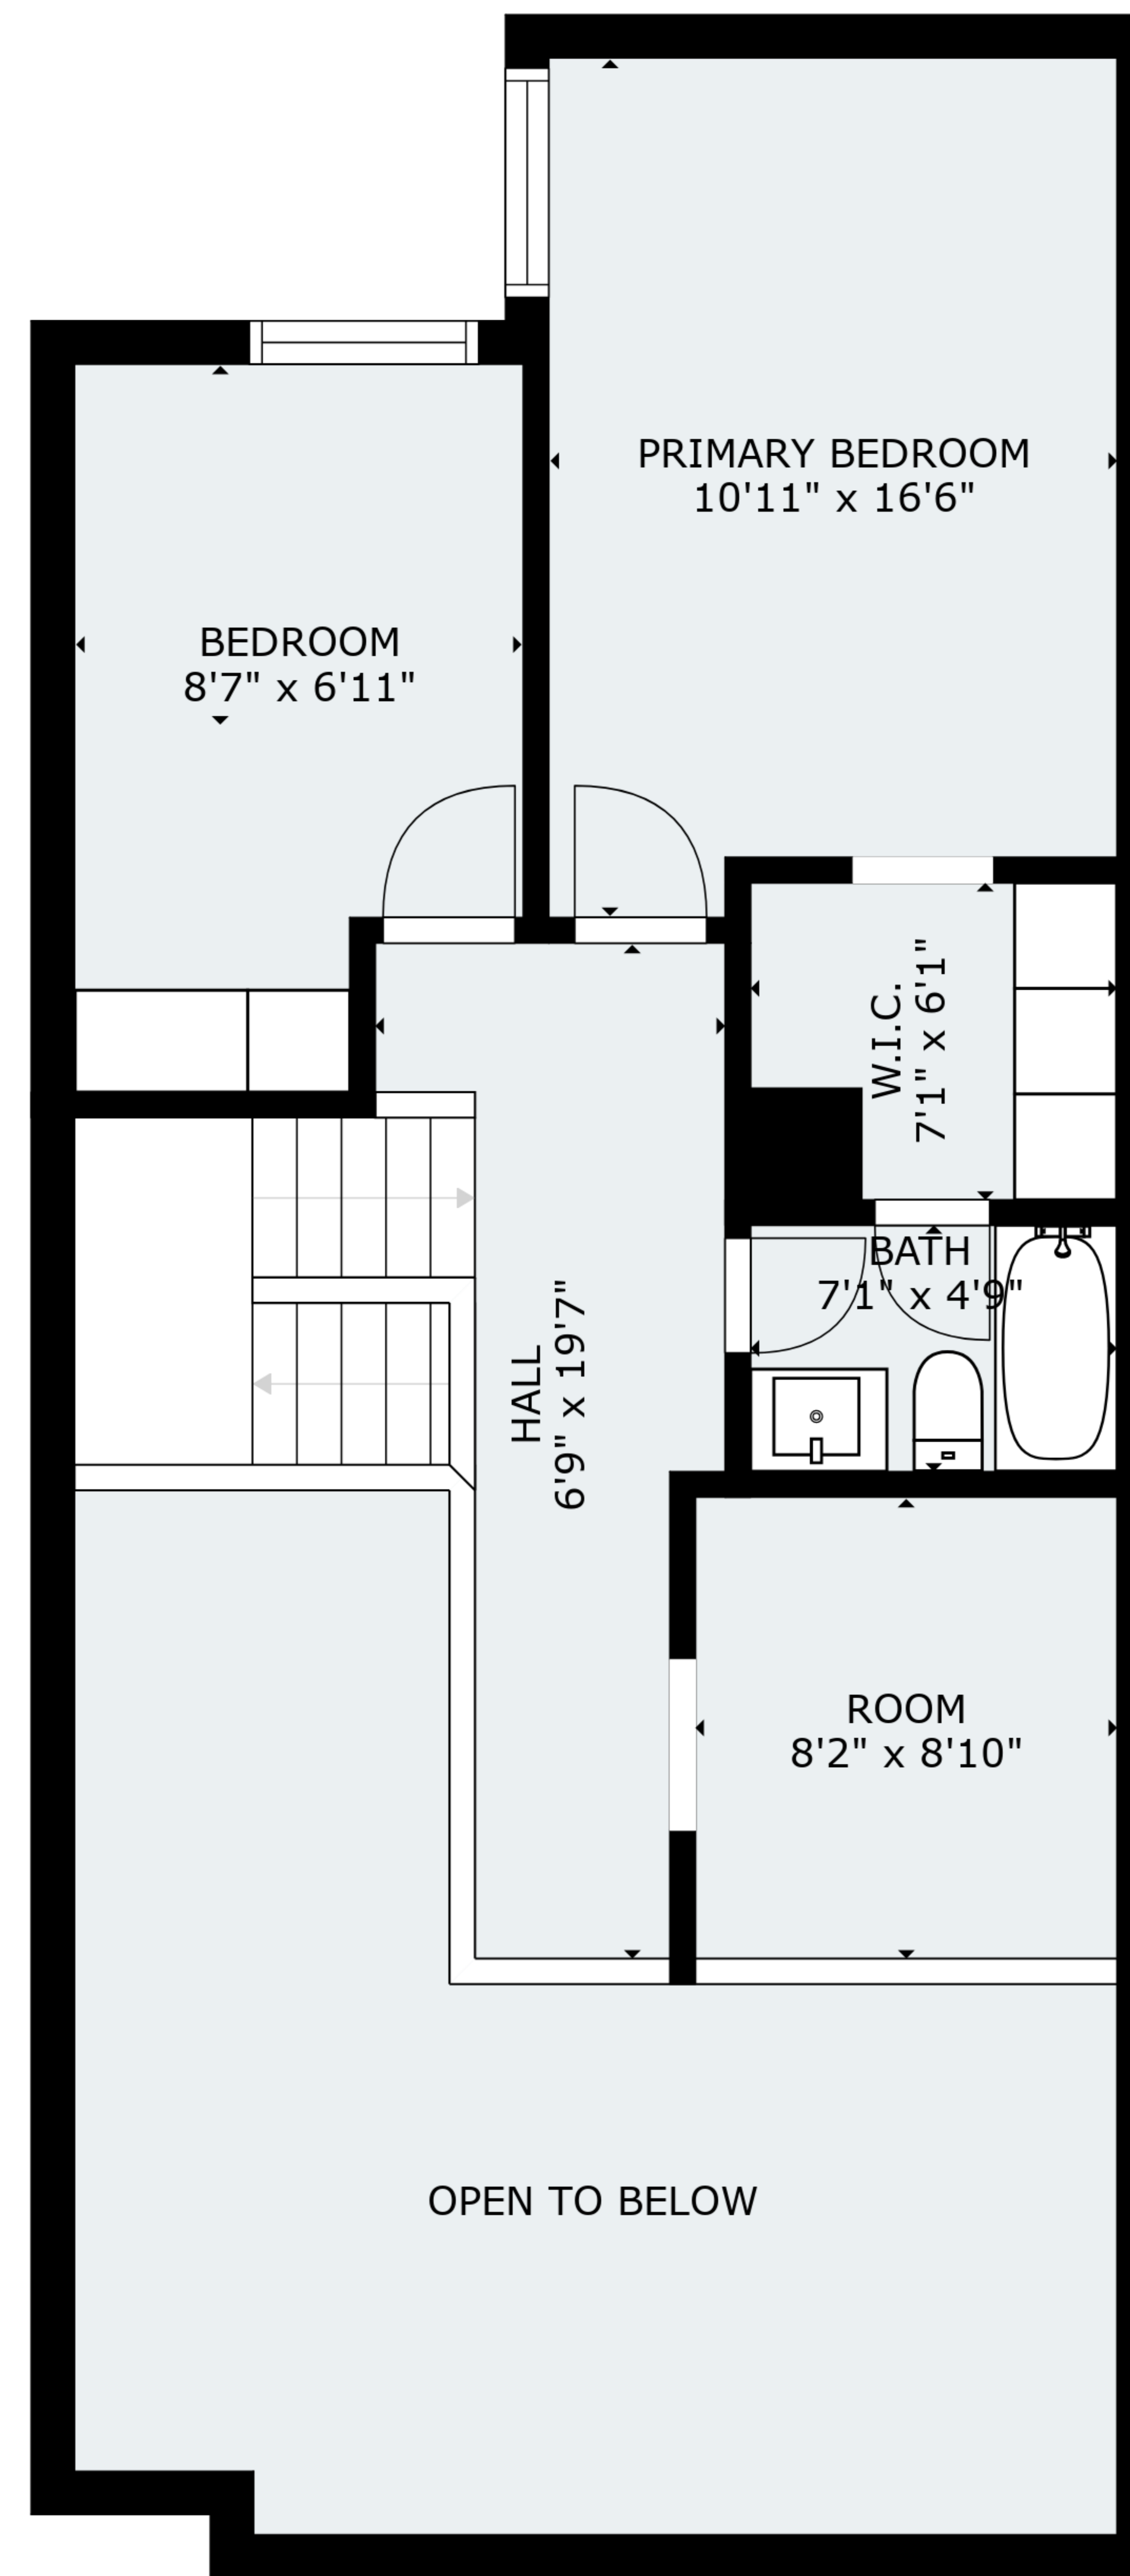 PRIMARY BEDROOM
10'11" x 16'6"
BEDROOM
8'7" x 6'11"
W.I.C.
7'1" x 6'1"
BATH
7'1" x 4'9"
HALL
6'9" x 19'7"
ROOM
8'2" x 8'10"
OPEN TO BELOW